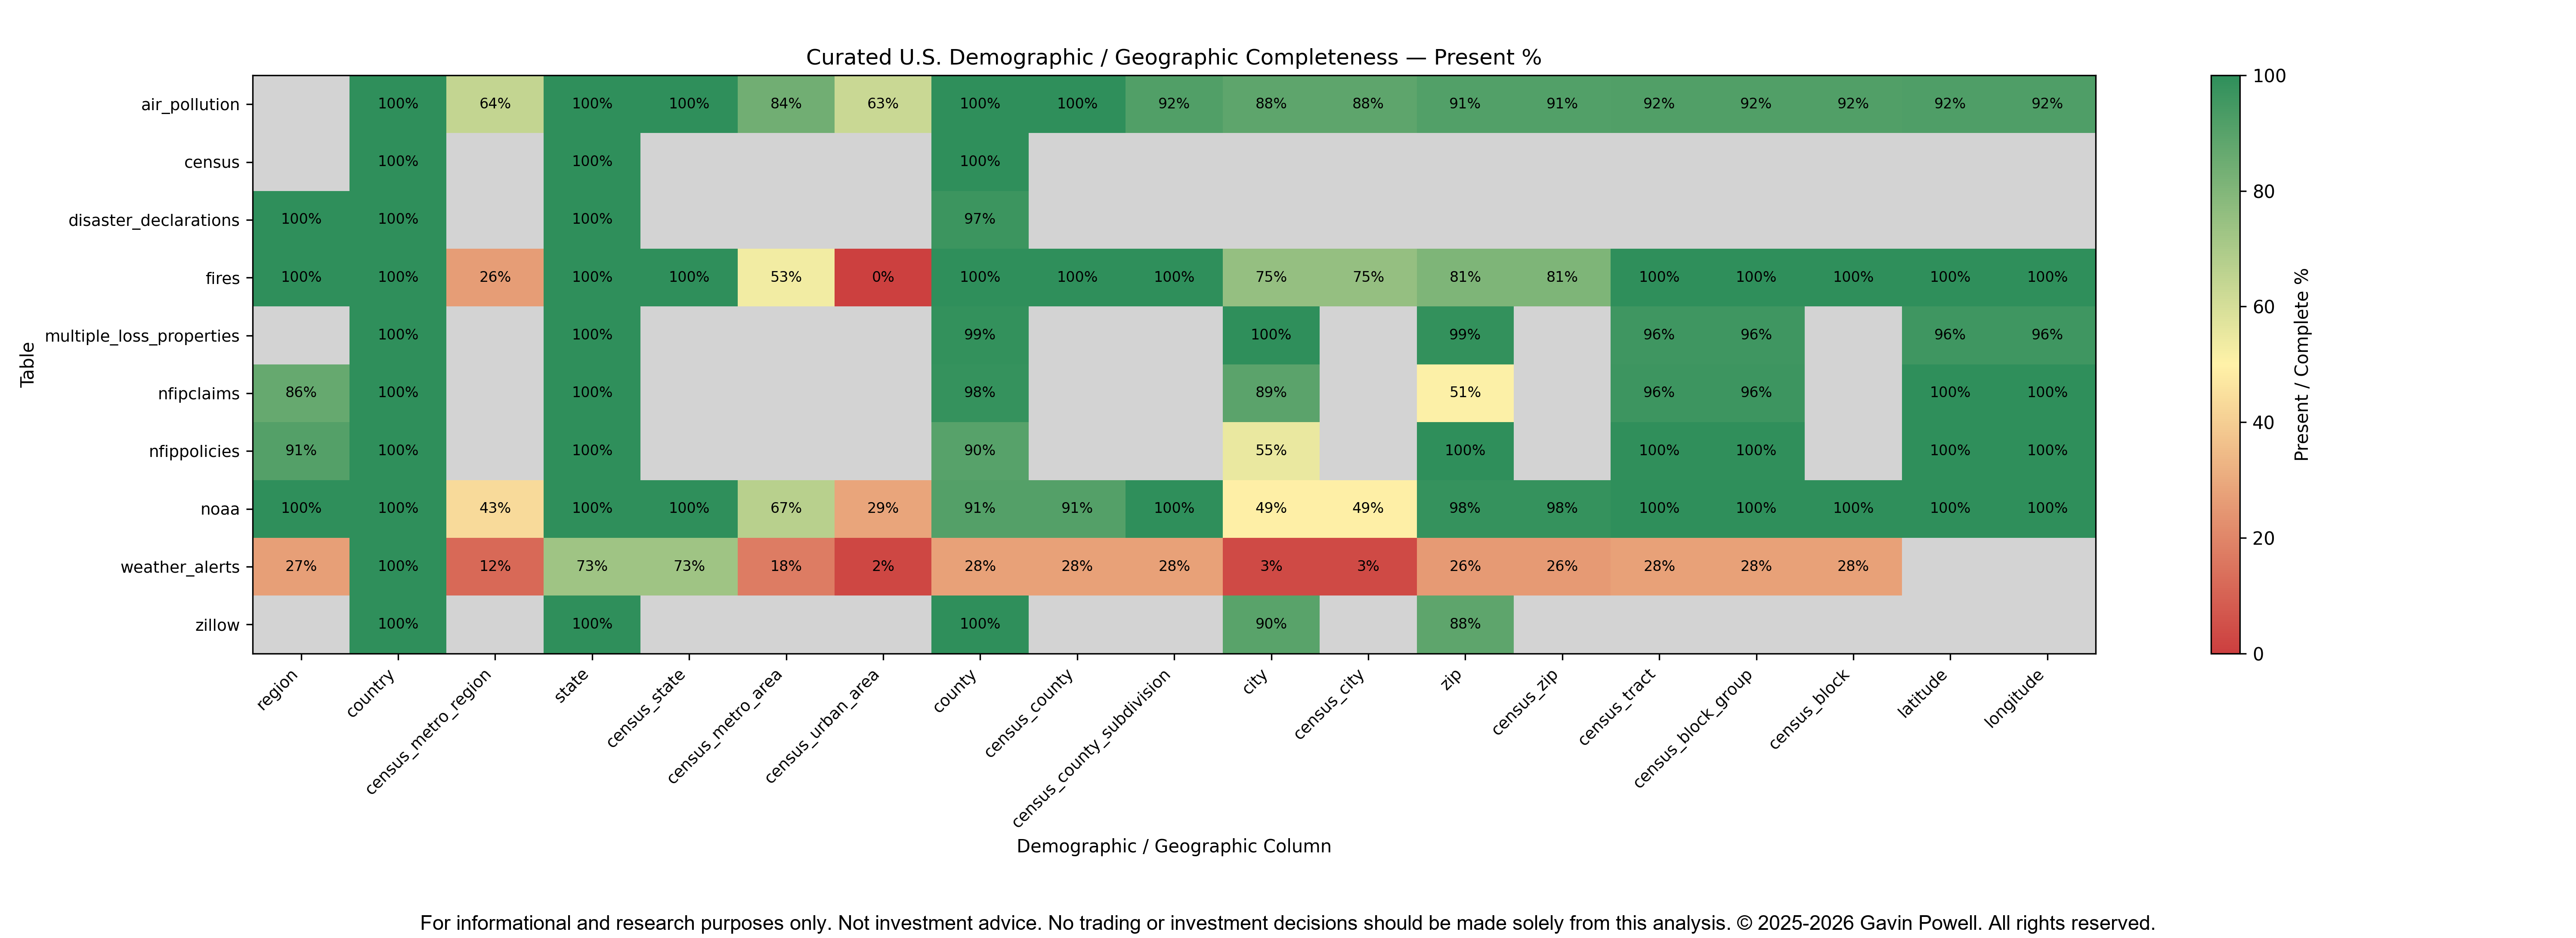 Curated U.S. Demographic / Geographic Completeness — Present %
air_pollution 100% 64% 100% 100% 84% 63% 100% 100% 92% 88% 88% 91% 91% 92% 92% 92% 92% 92%
census 100% 100% 100%
disaster_declarations 100% 100% 100% 97%
fires 100% 100% 26% 100% 100% 53% 0% 100% 100% 100% 75% 75% 81% 81% 100% 100% 100% 100% 100%
multiple_loss_properties 100% 100% 99% 100% 99% 96% 96% 96% 96%
nfipclaims 86% 100% 100% 98% 89% 51% 96% 96% 100% 100%
nfippolicies 91% 100% 100% 90% 55% 100% 100% 100% 100% 100%
noaa 100% 100% 43% 100% 100% 67% 29% 91% 91% 100% 49% 49% 98% 98% 100% 100% 100% 100% 100%
weather_alerts 27% 100% 12% 73% 73% 18% 2% 28% 28% 28% 3% 3% 26% 26% 28% 28% 28%
zillow 100% 100% 100% 90% 88%
Table
region
country
census_metro_region
state
census_state
census_metro_area
census_urban_area
county
census_county
census_county_subdivision
city
census_city
zip
census_zip
census_tract
census_block_group
census_block
latitude
longitude
Demographic / Geographic Column
100
80
60
40
20
0
Present / Complete %
For informational and research purposes only. Not investment advice. No trading or investment decisions should be made solely from this analysis. © 2025-2026 Gavin Powell. All rights reserved.